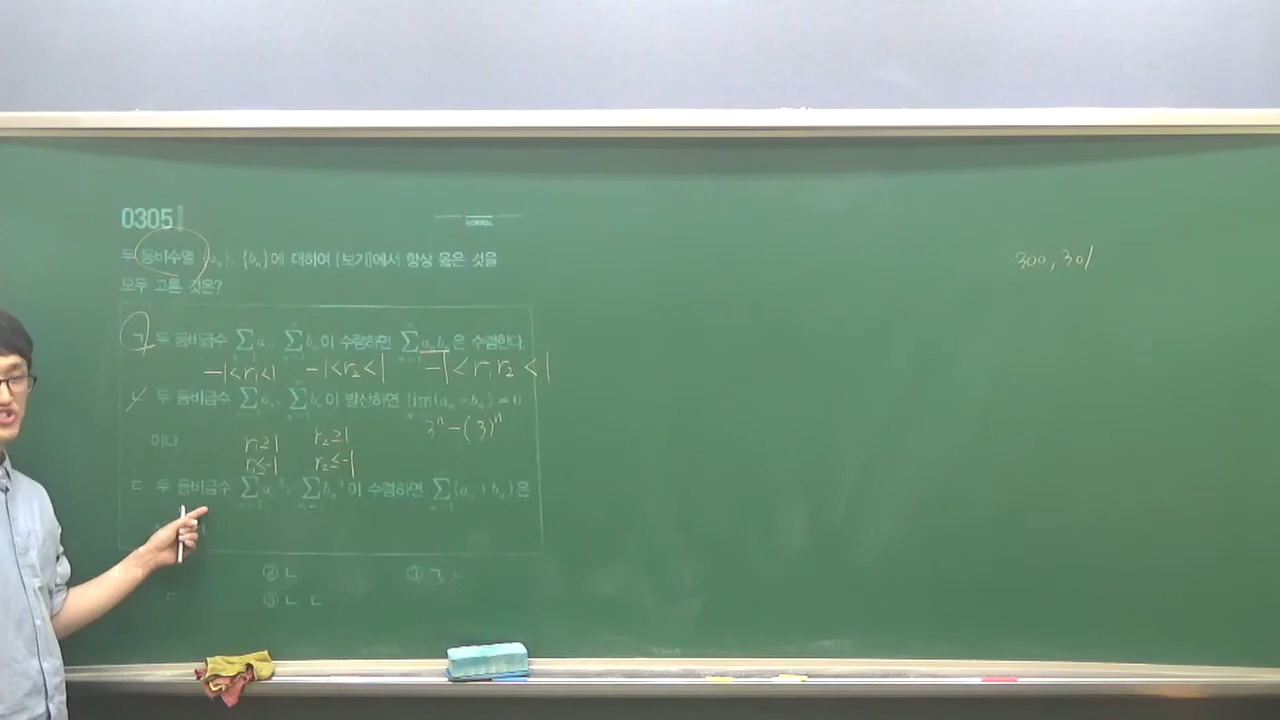 0305
NORMAL
두 등비수열 {aₙ}, {bₙ}에 대하여 [보기]에서 항상 옳은 것을
모두 고른 것은?
ㄱ. 두 등비급수 ∑aₙ, ∑bₙ이 수렴하면 ∑aₙbₙ은 수렴한다.
-1<r₁<1 -1<r₂<1 -1<r₁r₂<1
ㄴ 두 등비급수 ∑aₙ, ∑bₙ이 발산하면 lim(aₙ-bₙ)≠0
이다
3ⁿ-(3)ⁿ
r₁≥1 r₂≥1
r₁≤-1 r₂≤-1
ㄷ 두 등비급수 ∑ ∑ 이 수렴하면 ∑(aₙ+bₙ)은
② ㄴ ③ ㄱ, ㄴ
ㄷ ⑤ ㄴ, ㄷ
300, 301